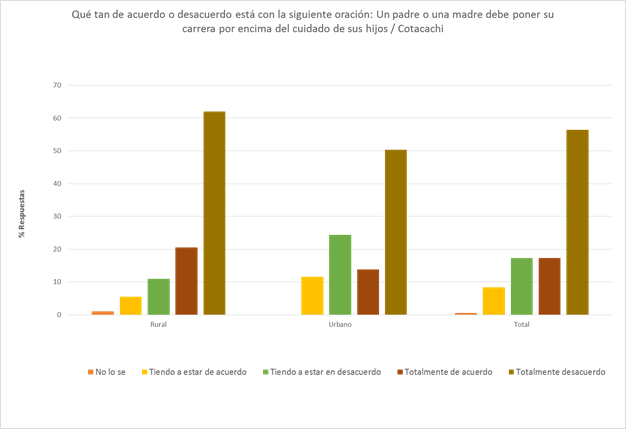 Qué tan de acuerdo o desacuerdo está con la siguiente oración: Un padre o una madre debe poner su
carrera por encima del cuidado de sus hijos / Cotacachi
70
60
50
40
30
20
10
0
% Respuestas
Rural
Urbano
Total
No lo se
Tiendo a estar de acuerdo
Tiendo a estar en desacuerdo
Totalmente de acuerdo
Totalmente desacuerdo